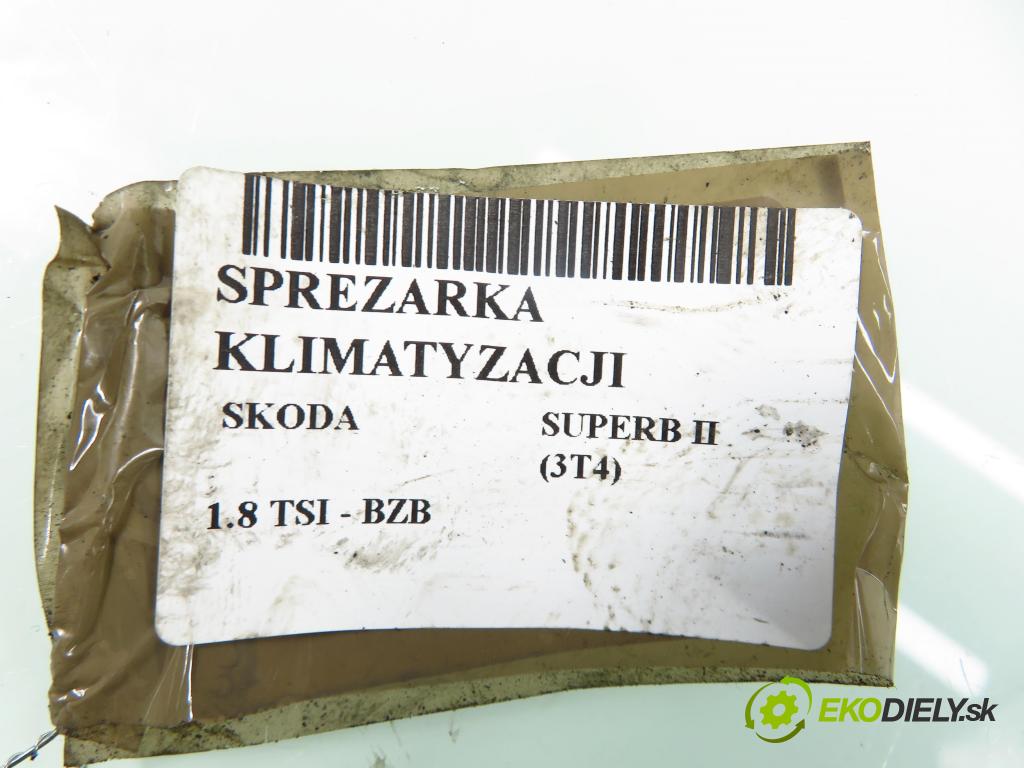 SPREZARKA
KLIMATYZACJI
SKODA SUPERB II
(3T4)
1.8 TSI - BZB
EKODIELY.sk